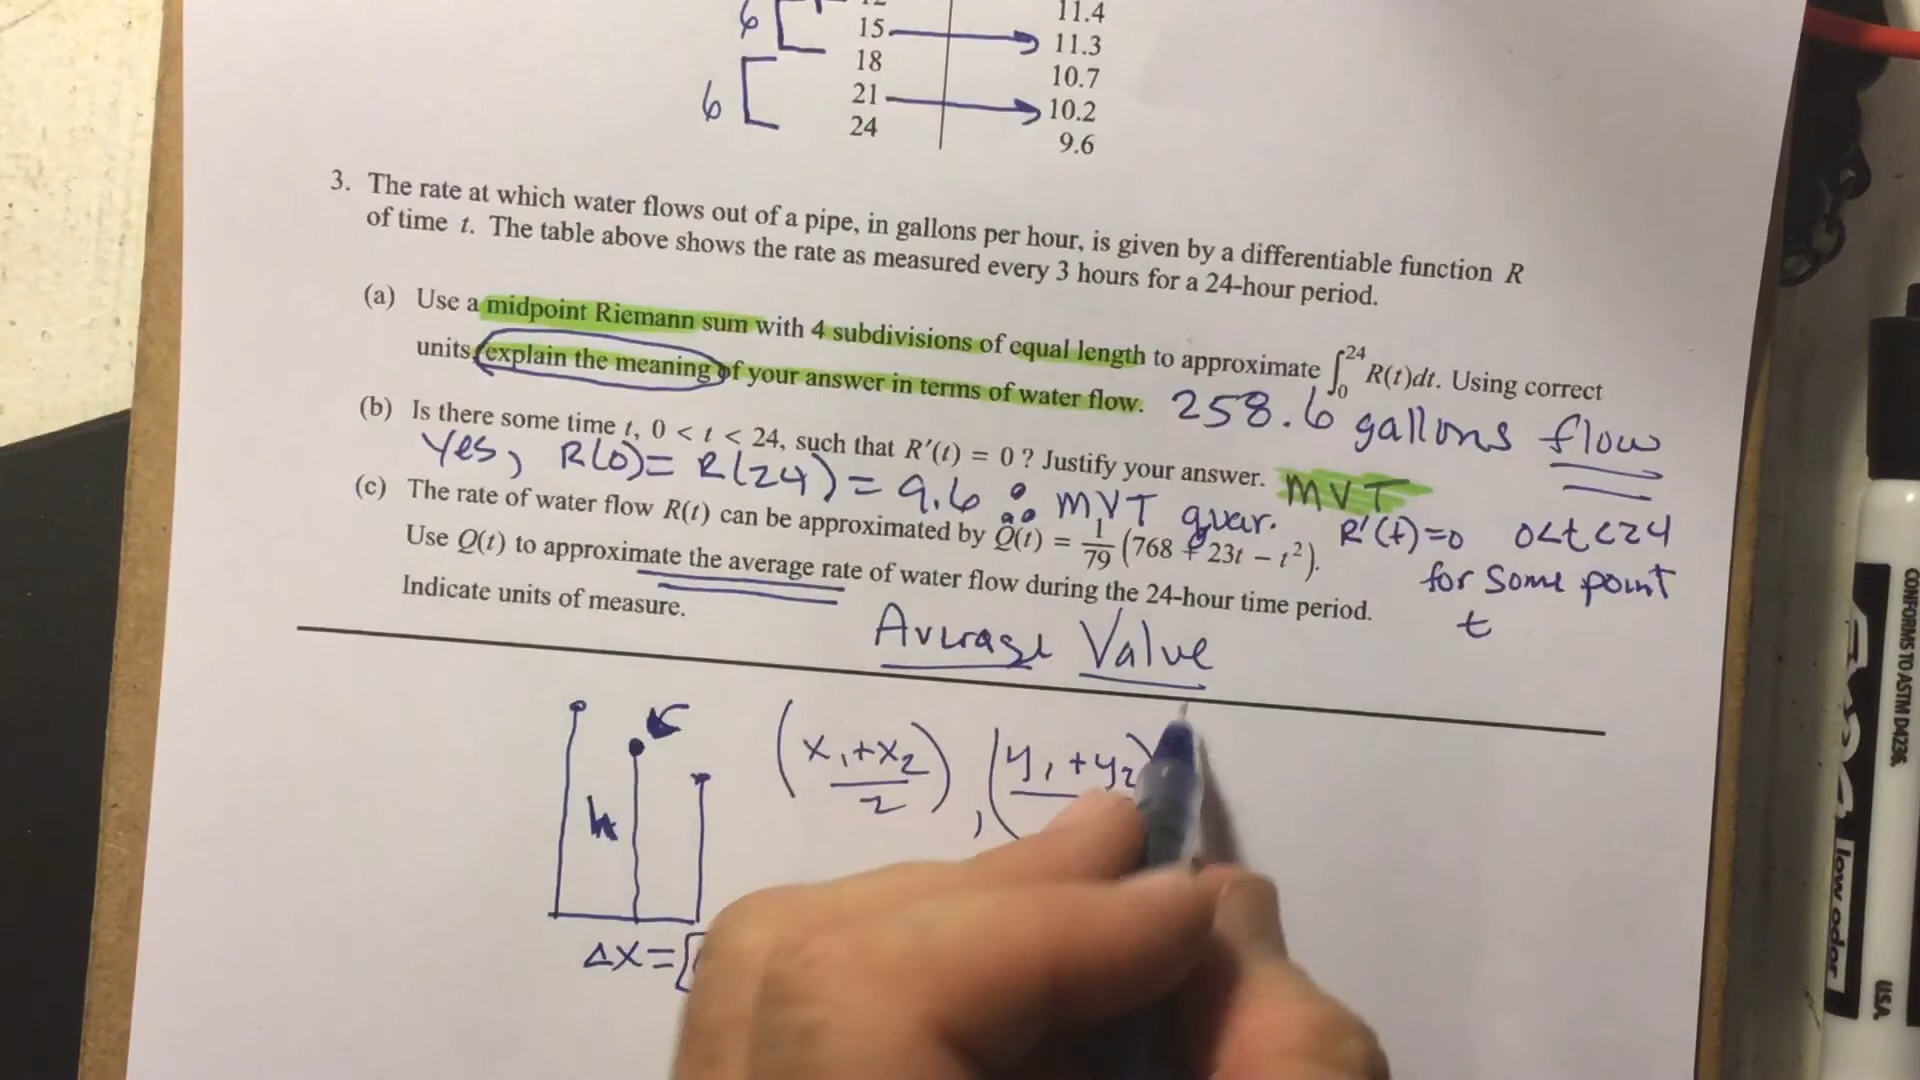 11.4
6 15 11.3
18 10.7
6 21 10.2
24 9.6
3. The rate at which water flows out of a pipe, in gallons per hour, is given by a differentiable function R
of time t. The table above shows the rate as measured every 3 hours for a 24-hour period.
(a) Use a midpoint Riemann sum with 4 subdivisions of equal length to approximate ∫₀²⁴ R(t)dt. Using correct
units, explain the meaning of your answer in terms of water flow. 258.6 gallons flow
(b) Is there some time t, 0 < t < 24, such that R′(t) = 0? Justify your answer. MVT
Yes, R(0)= R(24) = 9.6 ∴ MVT guar. R'(t)=0 0<t<24
for some point
t
(c) The rate of water flow R(t) can be approximated by Q(t) = 1/79 (768 + 23t − t²).
Use Q(t) to approximate the average rate of water flow during the 24-hour time period.
Indicate units of measure.
Average Value
(x₁+x₂/2), (y₁+y₂
h
Δx=
CONFORMS TO ASTM D4236.
low odor
USA